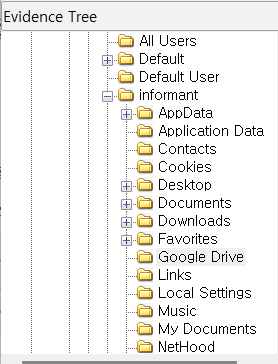 Evidence Tree
All Users
Default
Default User
informant
AppData
Application Data
Contacts
Cookies
Desktop
Documents
Downloads
Favorites
Google Drive
Links
Local Settings
Music
My Documents
NetHood